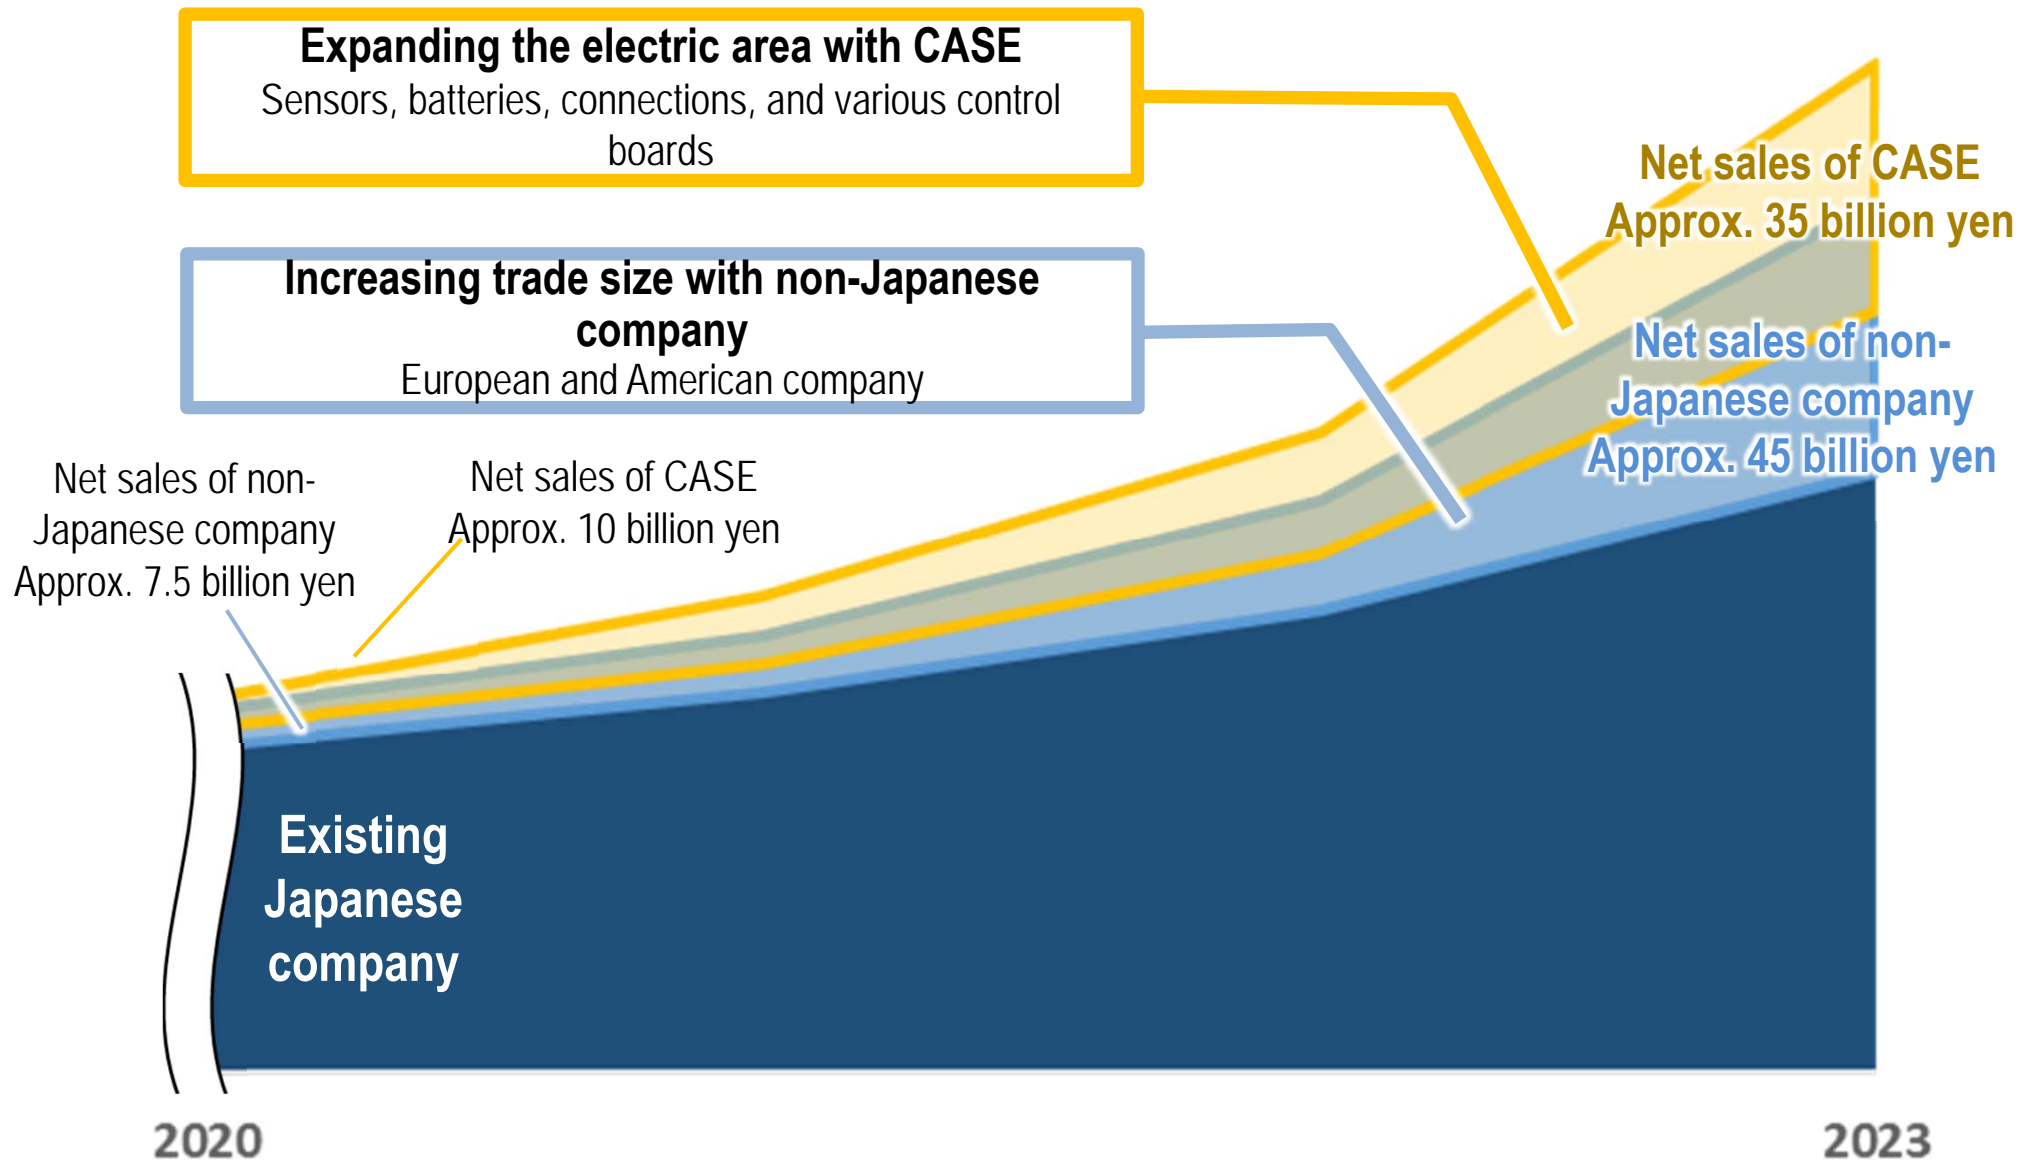 Expanding the electric area with CASE
Sensors, batteries, connections, and various control
boards
Net sales of CASE
Approx. 35 billion yen
Increasing trade size with non-Japanese
company
European and American company
Net sales of non-
Japanese company
Approx. 45 billion yen
Net sales of non-
Japanese company
Approx. 7.5 billion yen
Net sales of CASE
Approx. 10 billion yen
Existing
Japanese
company
2020
2023